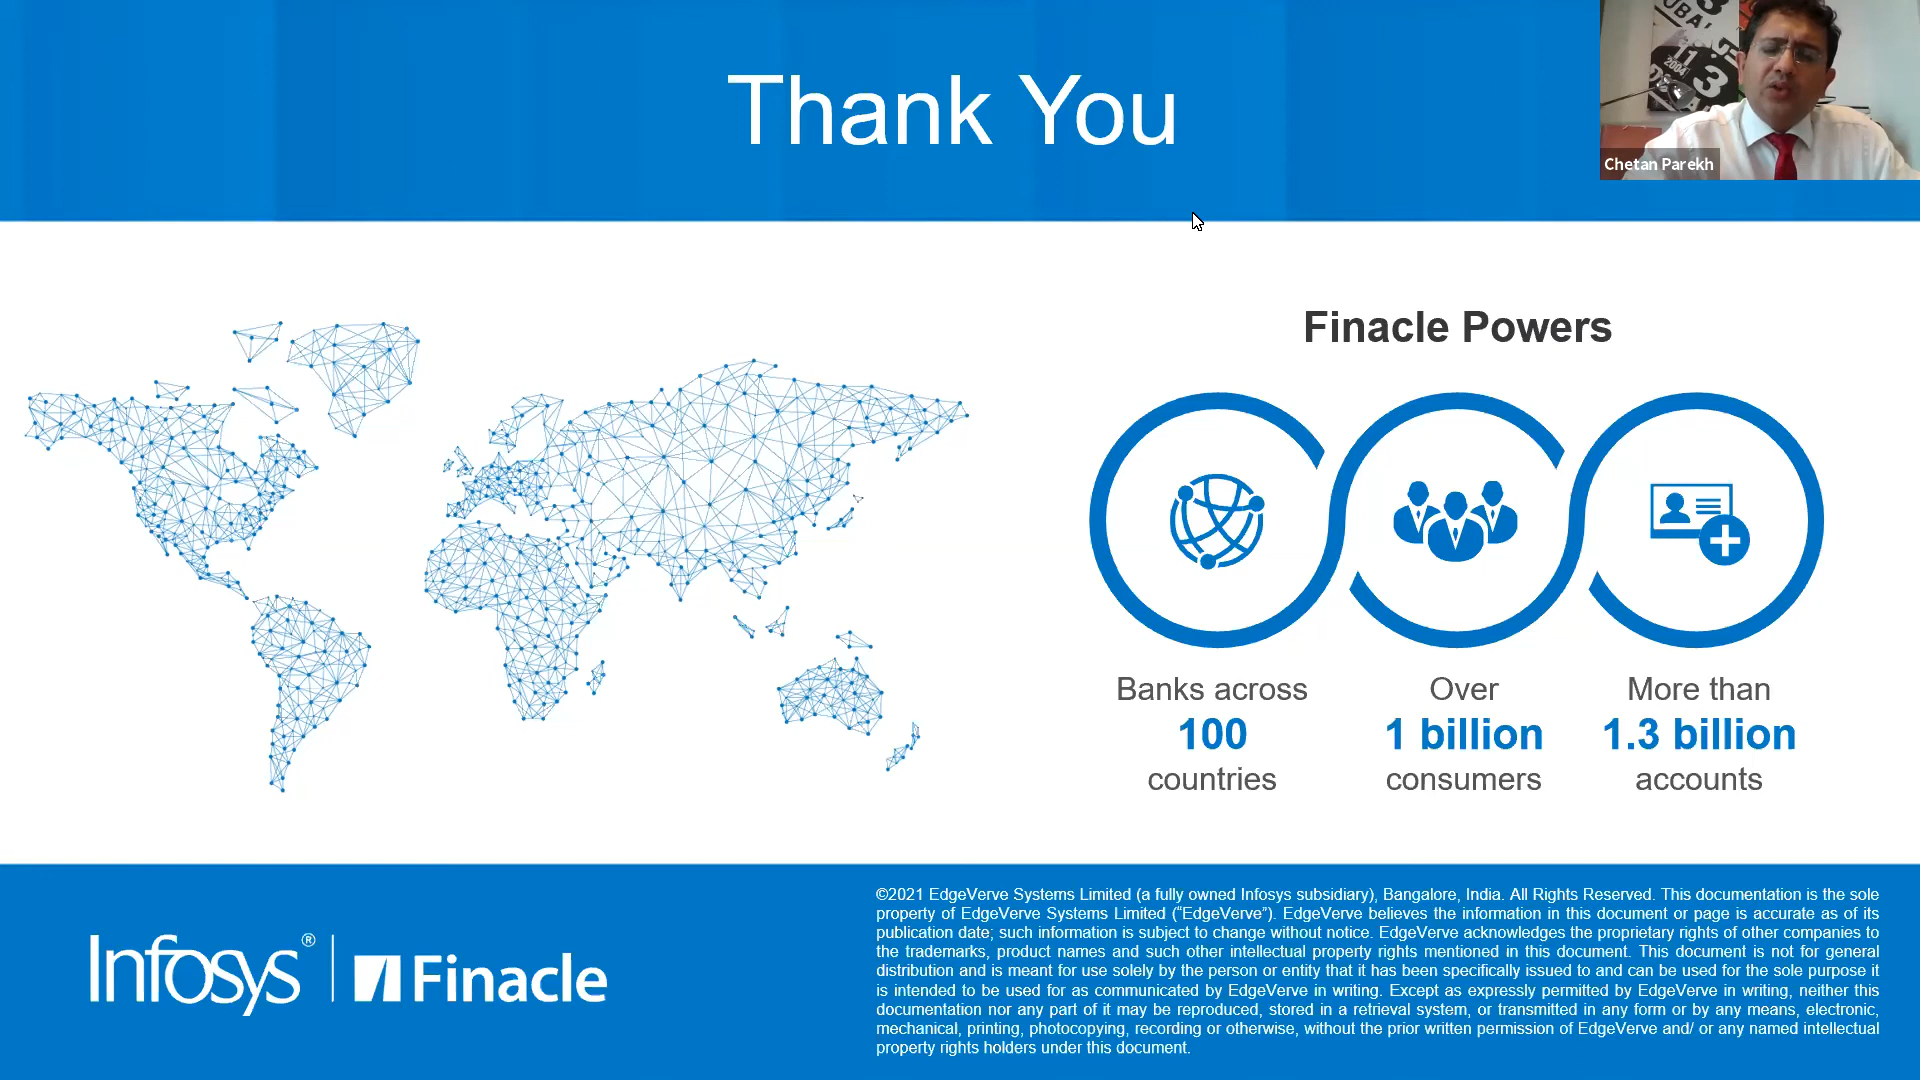 Thank You
UBAL
11
2004
3
Chetan Parekh
Finacle Powers
Banks across
100
countries
Over
1 billion
consumers
More than
1.3 billion
accounts
Infosys® | Finacle
©2021 EdgeVerve Systems Limited (a fully owned Infosys subsidiary), Bangalore, India. All Rights Reserved. This documentation is the sole
property of EdgeVerve Systems Limited (“EdgeVerve”). EdgeVerve believes the information in this document or page is accurate as of its
publication date; such information is subject to change without notice. EdgeVerve acknowledges the proprietary rights of other companies to
the trademarks, product names and such other intellectual property rights mentioned in this document. This document is not for general
distribution and is meant for use solely by the person or entity that it has been specifically issued to and can be used for the sole purpose it
is intended to be used for as communicated by EdgeVerve in writing. Except as expressly permitted by EdgeVerve in writing, neither this
documentation nor any part of it may be reproduced, stored in a retrieval system, or transmitted in any form or by any means, electronic,
mechanical, printing, photocopying, recording or otherwise, without the prior written permission of EdgeVerve and/ or any named intellectual
property rights holders under this document.